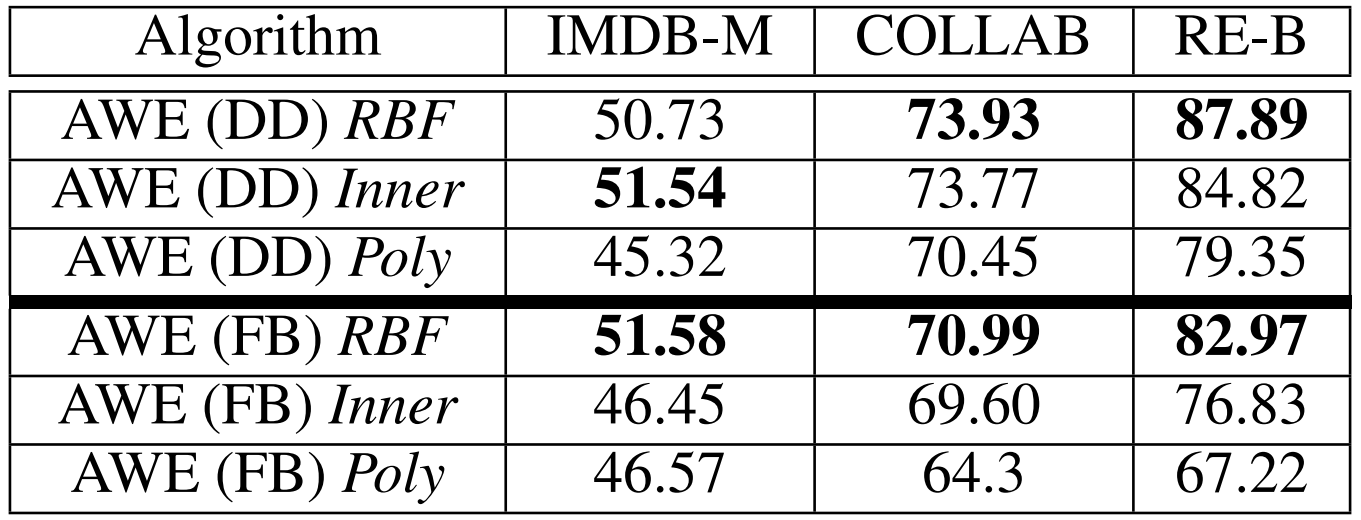 Algorithm IMDB-M COLLAB RE-B
AWE (DD) RBF 50.73 73.93 87.89
AWE (DD) Inner 51.54 73.77 84.82
AWE (DD) Poly 45.32 70.45 79.35
AWE (FB) RBF 51.58 70.99 82.97
AWE (FB) Inner 46.45 69.60 76.83
AWE (FB) Poly 46.57 64.3 67.22